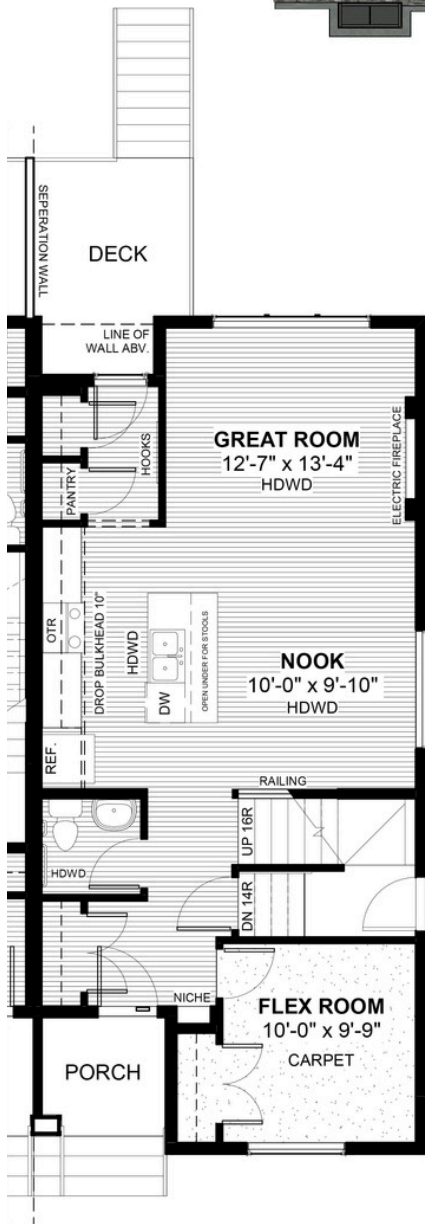 SEPERATION WALL
DECK
LINE OF
WALL ABV.
HOOKS
PANTRY
GREAT ROOM
12'-7" x 13'-4"
HDWD
ELECTRIC FIREPLACE
OTR
DROP BULKHEAD 10"
HDWD
DW
OPEN UNDER FOR STOOLS
NOOK
10'-0" x 9'-10"
HDWD
REF.
RAILING
UP 16R
HDWD
DN 14R
NICHE
FLEX ROOM
10'-0" x 9'-9"
CARPET
PORCH